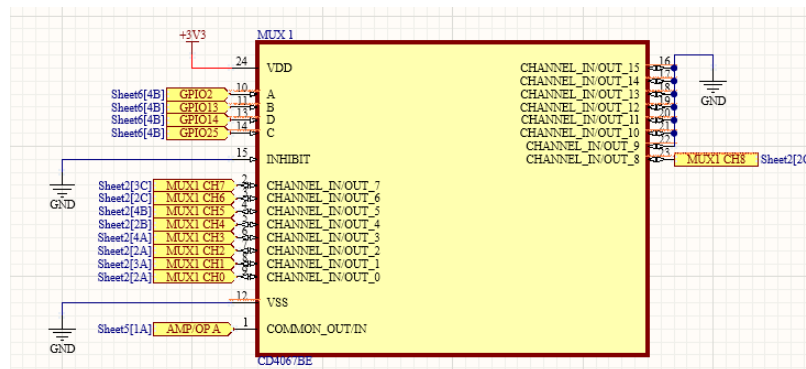 +3V3
MUX 1
24 VDD
CHANNEL_IN/OUT_15 16
CHANNEL_IN/OUT_14 17
Sheet6[4B] GPIO2 10 A
CHANNEL_IN/OUT_13 18
Sheet6[4B] GPIO13 11 B
CHANNEL_IN/OUT_12 19
Sheet6[4B] GPIO14 13 D
CHANNEL_IN/OUT_11 20
Sheet6[4B] GPIO25 14 C
CHANNEL_IN/OUT_10 21
CHANNEL_IN/OUT_9 22
GND
15 INHIBIT
CHANNEL_IN/OUT_8 23 MUX1 CH8 Sheet2[2C
GND
Sheet2[3C] MUX1 CH7 2 CHANNEL_IN/OUT_7
Sheet2[2C] MUX1 CH6 3 CHANNEL_IN/OUT_6
Sheet2[4B] MUX1 CH5 4 CHANNEL_IN/OUT_5
Sheet2[2B] MUX1 CH4 5 CHANNEL_IN/OUT_4
Sheet2[4A] MUX1 CH3 6 CHANNEL_IN/OUT_3
Sheet2[2A] MUX1 CH2 CHANNEL_IN/OUT_2
Sheet2[3A] MUX1 CH1 CHANNEL_IN/OUT_1
Sheet2[2A] MUX1 CH0 9 CHANNEL_IN/OUT_0
12 VSS
Sheet5[1A] AMP/OP A 1 COMMON_OUT/IN
GND
CD4067BE